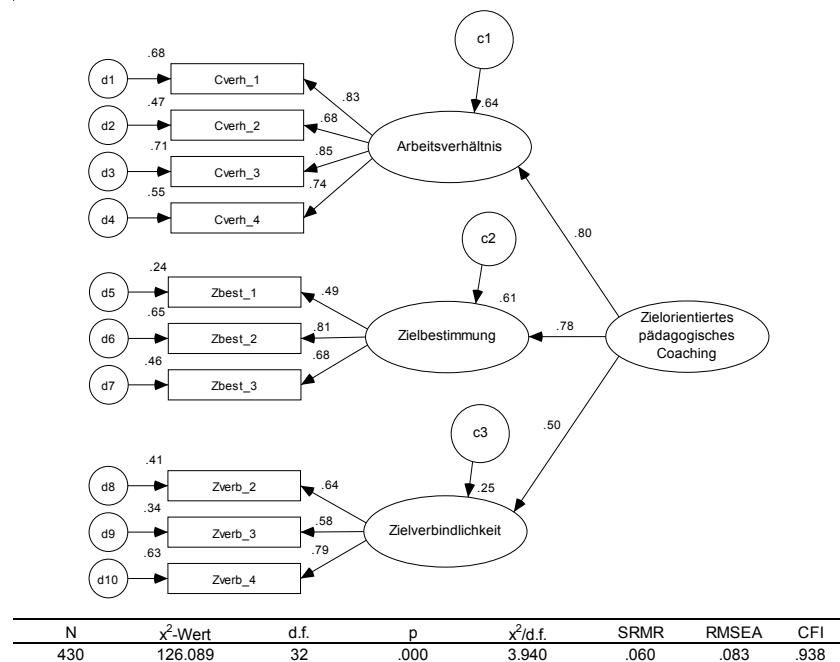 c1
.68
.64
d1
Cverh_1
.83
.47
d2
Cverh_2
.68
.71
d3
Cverh_3
.85
.74
.55
d4
Cverh_4
Arbeitsverhältnis
.80
c2
.24
.61
d5
Zbest_1
.49
.65
d6
Zbest_2
.81
.46
d7
Zbest_3
.68
Zielbestimmung
.78
Zielorientiertes
pädagogisches
Coaching
.50
c3
.41
.25
d8
Zverb_2
.64
.34
d9
Zverb_3
.58
.63
d10
Zverb_4
.79
Zielverbindlichkeit
N x²-Wert d.f. p x²/d.f. SRMR RMSEA CFI
430 126.089 32 .000 3.940 .060 .083 .938